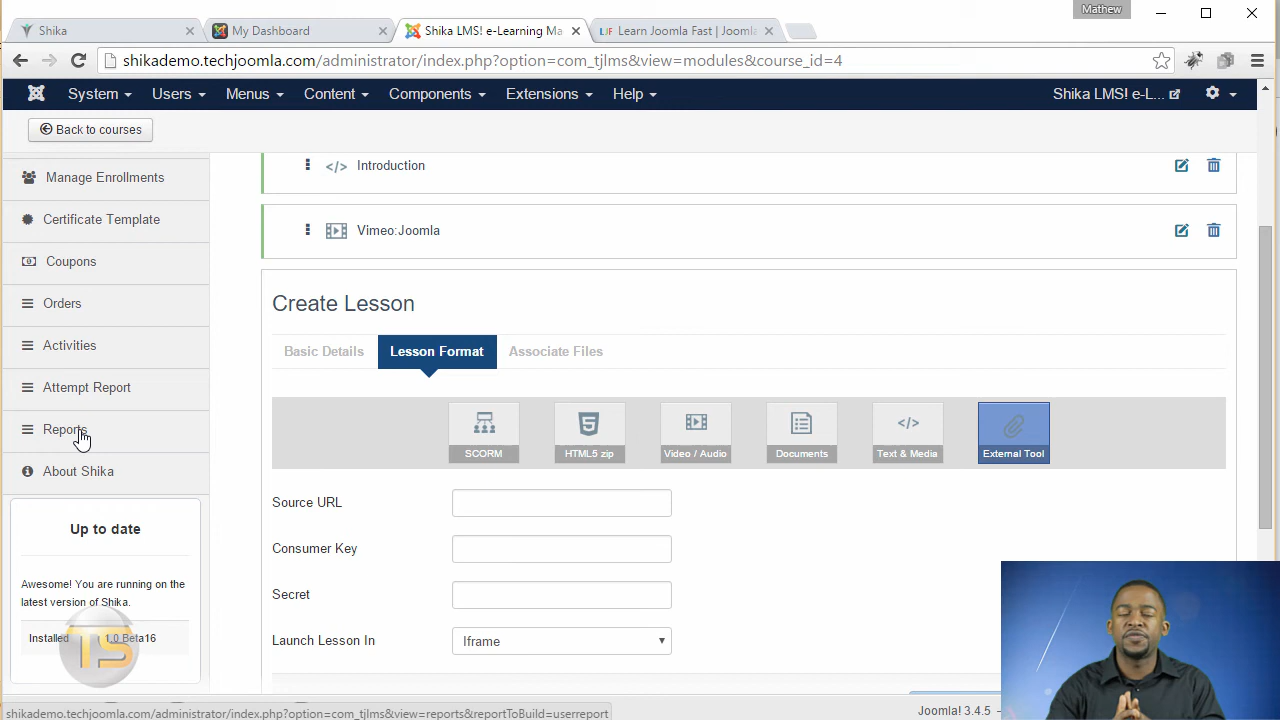 Mathew
Shika
My Dashboard
Shika LMS! e-Learning Ma
Learn Joomla Fast | Jooml
shikademo.techjoomla.com/administrator/index.php?option=com_tjlms&view=modules&course_id=4
System Users Menus Content Components Extensions Help
Shika LMS! e-L...
Back to courses
Manage Enrollments
Certificate Template
Coupons
Orders
Activities
Attempt Report
Reports
About Shika
Up to date
Awesome! You are running on the
latest version of Shika.
Installed 1.0 Beta16
TS
Introduction
Vimeo:Joomla
Create Lesson
Basic Details Lesson Format Associate Files
SCORM HTML5 zip Video / Audio Documents Text & Media External Tool
Source URL
Consumer Key
Secret
Launch Lesson In Iframe
shikademo.techjoomla.com/administrator/index.php?option=com_tjlms&view=reports&reportToBuild=userreport
Joomla! 3.4.5 –